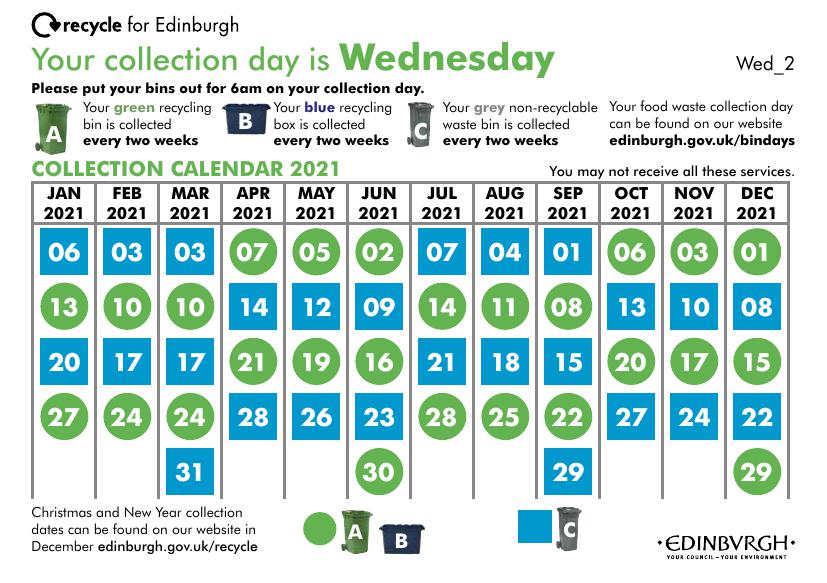 recycle for Edinburgh
Your collection day is Wednesday
Wed_2
Please put your bins out for 6am on your collection day.
A
Your green recycling
bin is collected
every two weeks
B
Your blue recycling
box is collected
every two weeks
C
Your grey non-recyclable
waste bin is collected
every two weeks
Your food waste collection day
can be found on our website
edinburgh.gov.uk/bindays
COLLECTION CALENDAR 2021
You may not receive all these services.
JAN FEB MAR APR MAY JUN JUL AUG SEP OCT NOV DEC
2021 2021 2021 2021 2021 2021 2021 2021 2021 2021 2021 2021
06 03 03 07 05 02 07 04 01 06 03 01
13 10 10 14 12 09 14 11 08 13 10 08
20 17 17 21 19 16 21 18 15 20 17 15
27 24 24 28 26 23 28 25 22 27 24 22
31 30 29 29
Christmas and New Year collection
dates can be found on our website in
December edinburgh.gov.uk/recycle
A
B
C
•EDINBVRGH•
YOUR COUNCIL – YOUR ENVIRONMENT